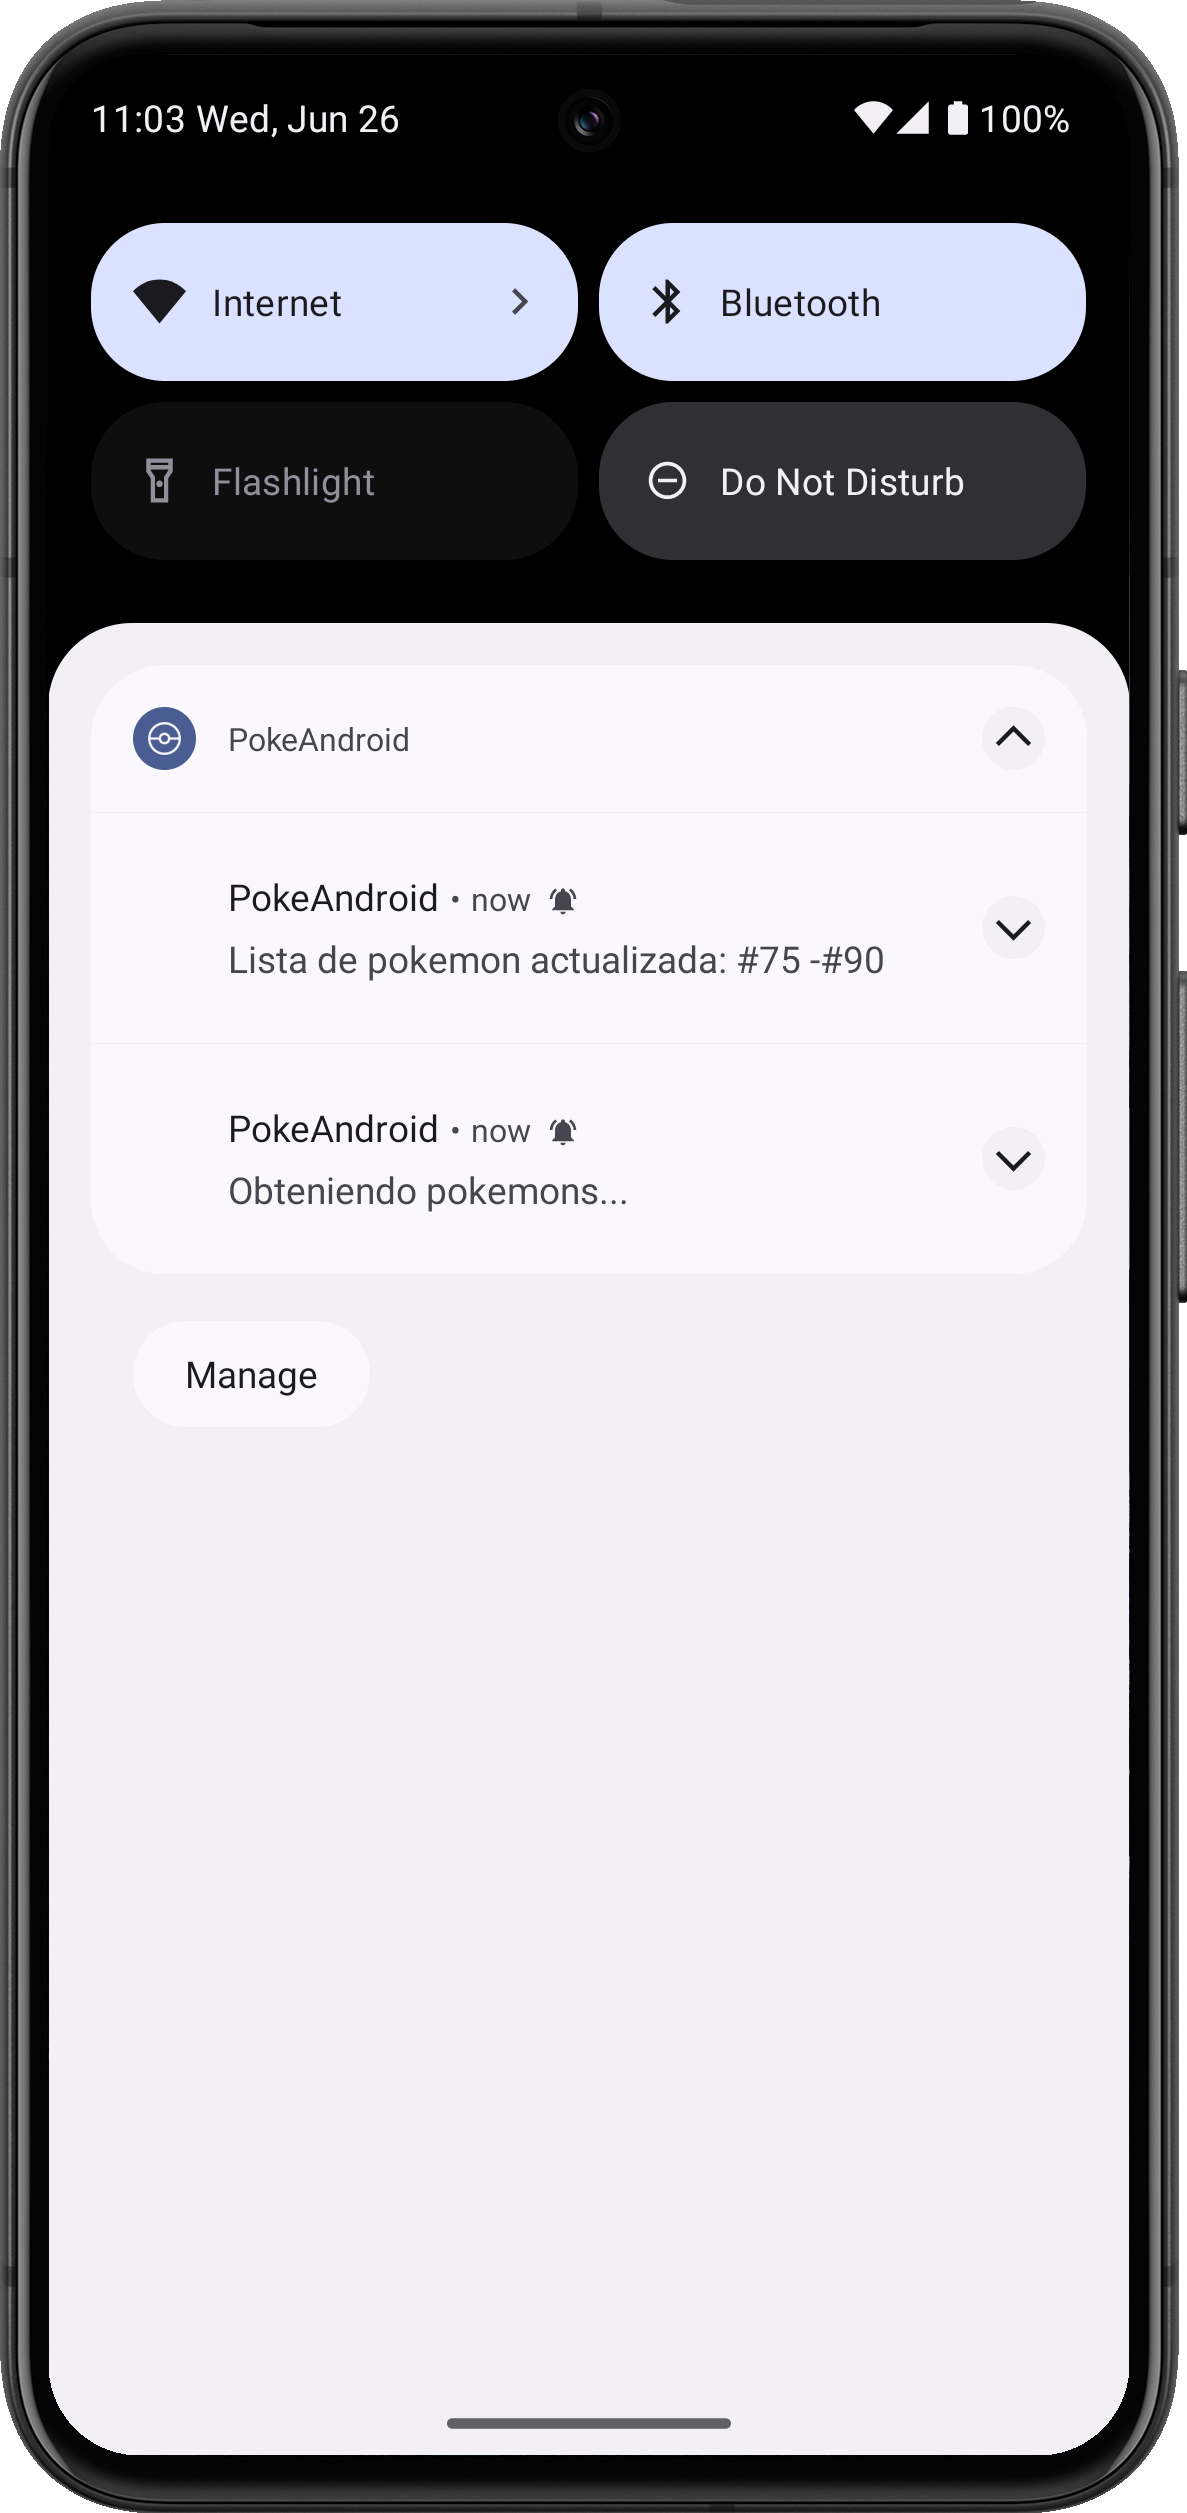 11:03 Wed, Jun 26
100%
Internet
Bluetooth
Flashlight
Do Not Disturb
PokeAndroid
PokeAndroid • now
Lista de pokemon actualizada: #75 -#90
PokeAndroid • now
Obteniendo pokemons...
Manage